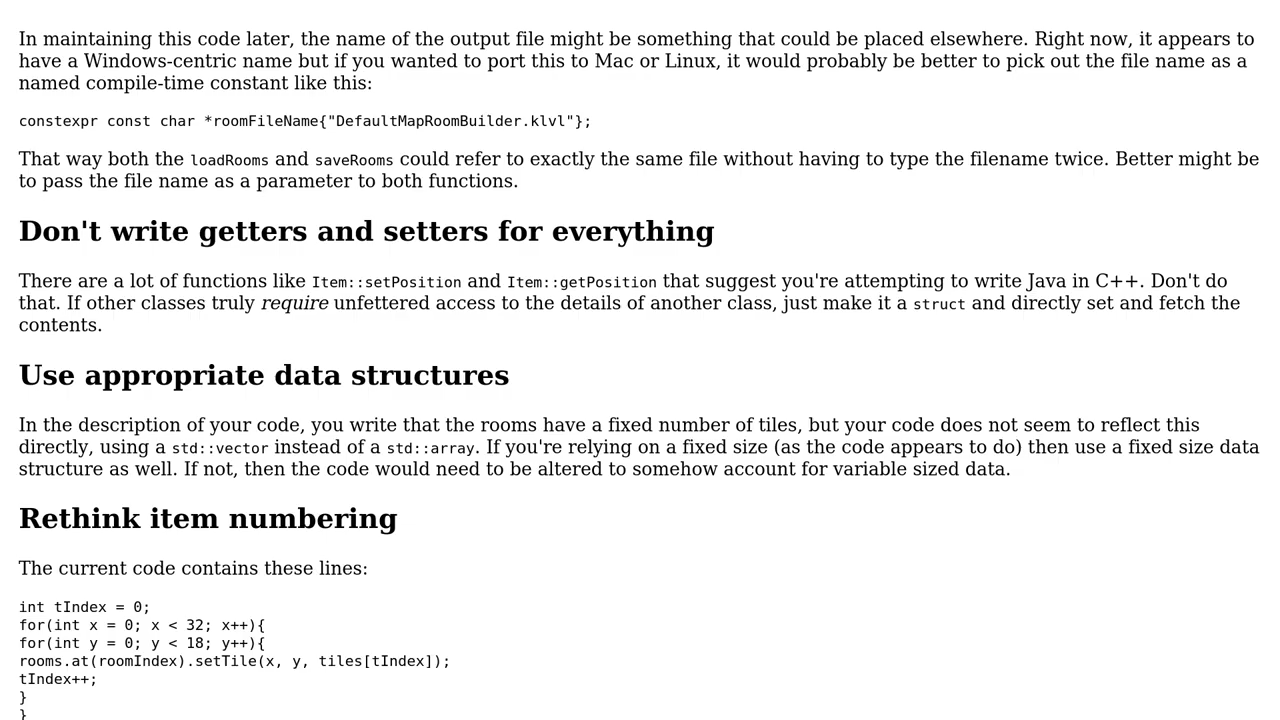 In maintaining this code later, the name of the output file might be something that could be placed elsewhere. Right now, it appears to
have a Windows-centric name but if you wanted to port this to Mac or Linux, it would probably be better to pick out the file name as a
named compile-time constant like this:
constexpr const char *roomFileName{"DefaultMapRoomBuilder.klvl"};
That way both the loadRooms and saveRooms could refer to exactly the same file without having to type the filename twice. Better might be
to pass the file name as a parameter to both functions.
Don't write getters and setters for everything
There are a lot of functions like Item::setPosition and Item::getPosition that suggest you're attempting to write Java in C++. Don't do
that. If other classes truly require unfettered access to the details of another class, just make it a struct and directly set and fetch the
contents.
Use appropriate data structures
In the description of your code, you write that the rooms have a fixed number of tiles, but your code does not seem to reflect this
directly, using a std::vector instead of a std::array. If you're relying on a fixed size (as the code appears to do) then use a fixed size data
structure as well. If not, then the code would need to be altered to somehow account for variable sized data.
Rethink item numbering
The current code contains these lines:
int tIndex = 0;
for(int x = 0; x < 32; x++){
for(int y = 0; y < 18; y++){
rooms.at(roomIndex).setTile(x, y, tiles[tIndex]);
tIndex++;
}
}